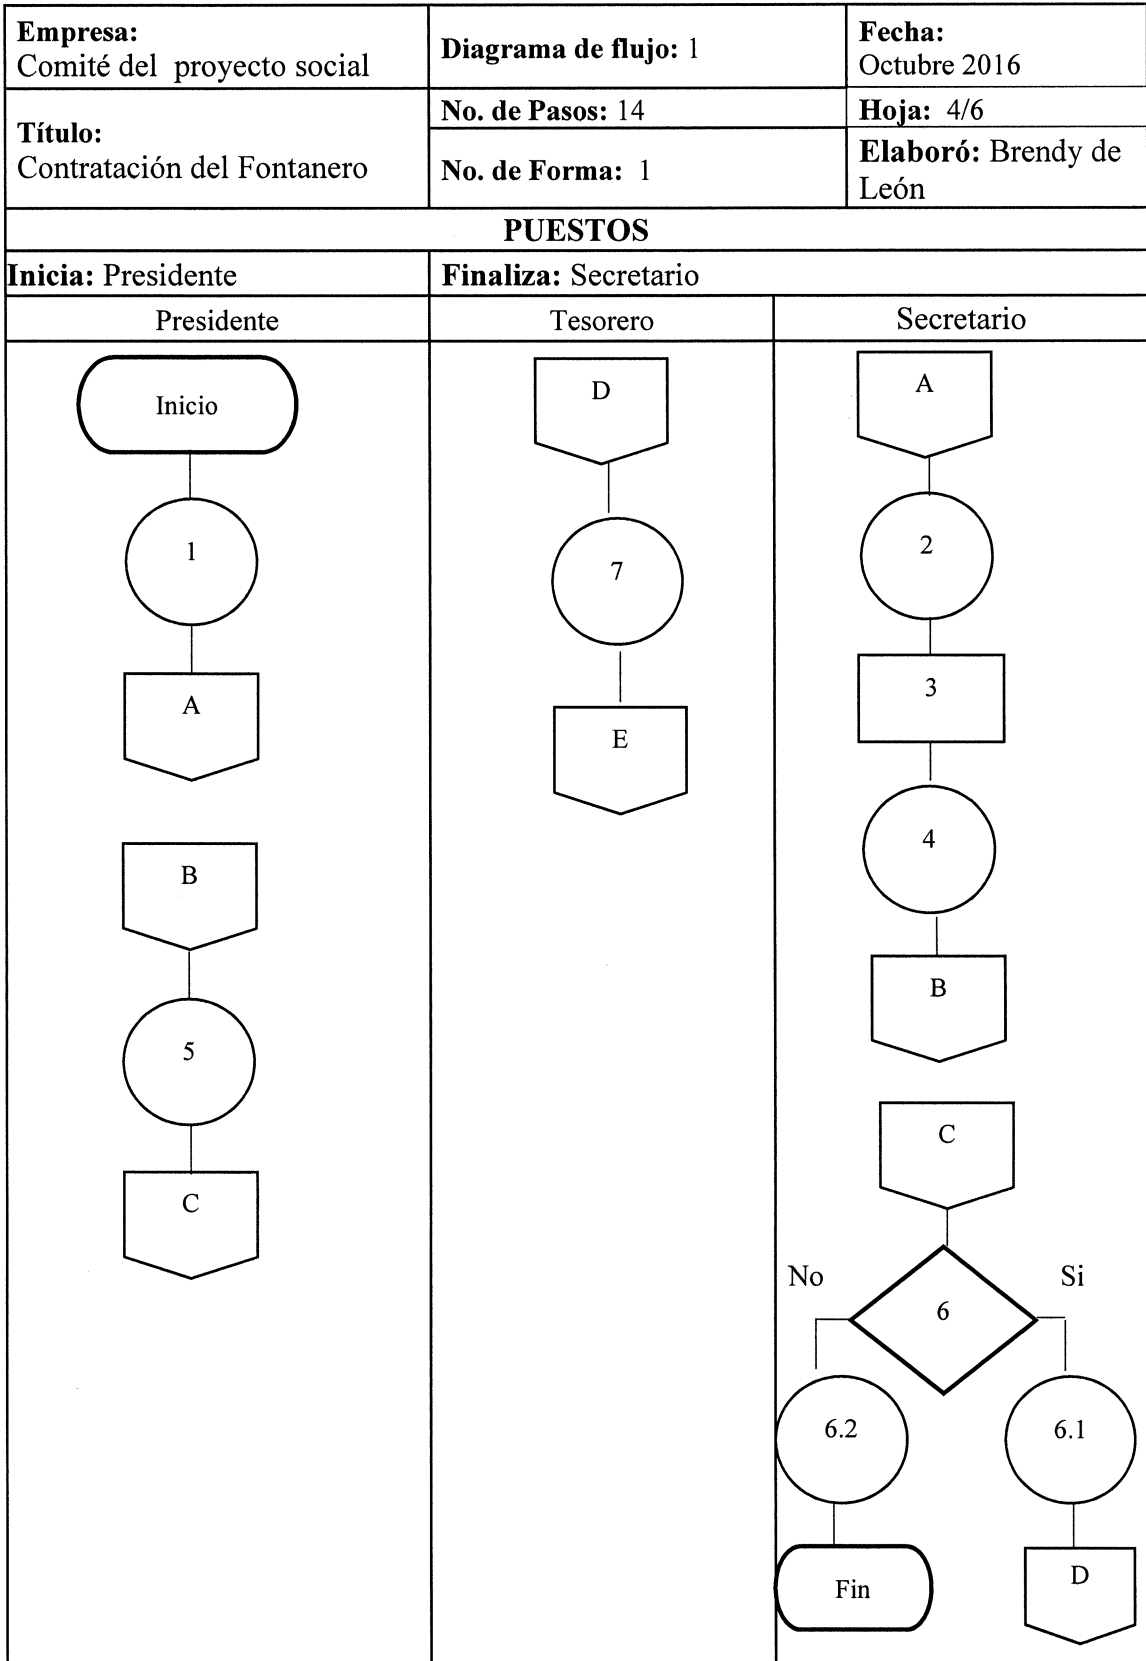 Empresa:
Comité del proyecto social
Diagrama de flujo: 1
Fecha:
Octubre 2016
Título:
Contratación del Fontanero
No. de Pasos: 14
Hoja: 4/6
No. de Forma: 1
Elaboró: Brendy de
León
PUESTOS
Inicia: Presidente
Finaliza: Secretario
Presidente
Tesorero
Secretario
Inicio
1
A
B
5
C
D
7
E
A
2
3
4
B
C
No
6
Si
6.2
6.1
Fin
D